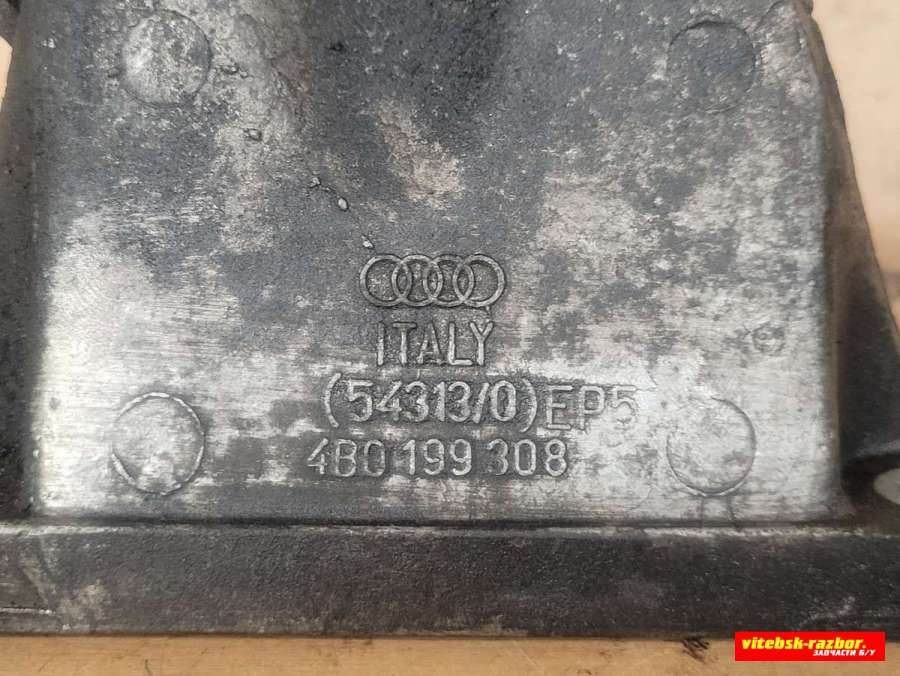 ITALY
(54313/0) EP5
4B0 199 308
vitebsk-razbor.
ЗАПЧАСТИ Б/У